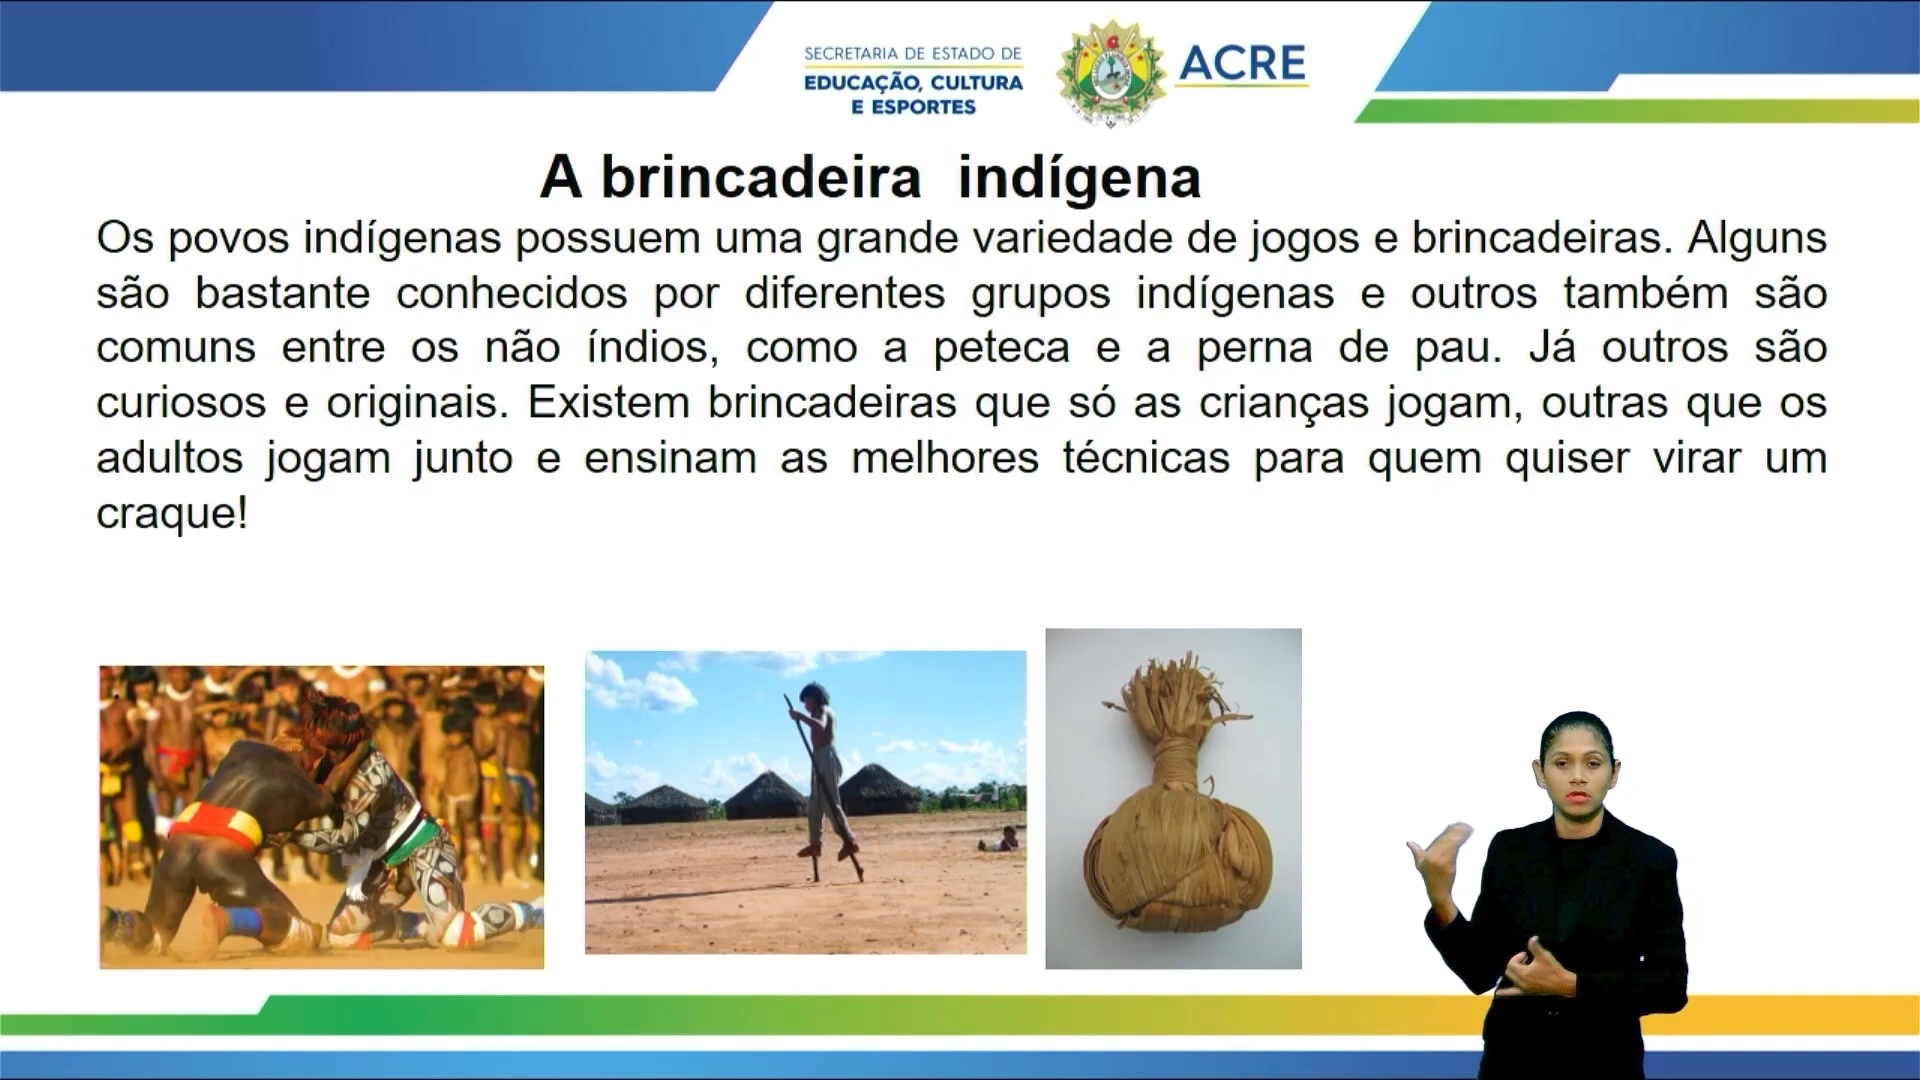 SECRETARIA DE ESTADO DE
EDUCAÇÃO, CULTURA
E ESPORTES
ACRE
A brincadeira indígena
Os povos indígenas possuem uma grande variedade de jogos e brincadeiras. Alguns
são bastante conhecidos por diferentes grupos indígenas e outros também são
comuns entre os não índios, como a peteca e a perna de pau. Já outros são
curiosos e originais. Existem brincadeiras que só as crianças jogam, outras que os
adultos jogam junto e ensinam as melhores técnicas para quem quiser virar um
craque!